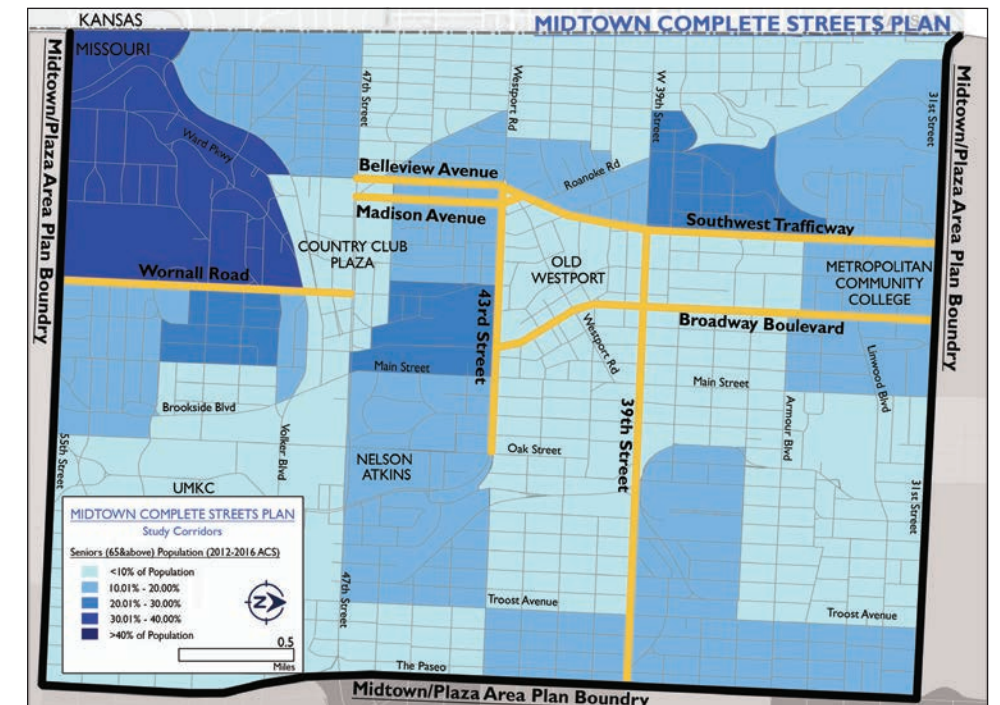 KANSAS
MIDTOWN COMPLETE STREETS PLAN
MISSOURI
Midtown/Plaza Area Plan Boundry
47th Street
Westport Rd
W 39th Street
31st Street
Midtown/Plaza Area Plan Boundry
Ward Pkwy
Belleview Avenue
Roanoke Rd
Madison Avenue
Southwest Trafficway
COUNTRY CLUB
PLAZA
OLD
WESTPORT
METROPOLITAN
COMMUNITY
COLLEGE
Wornall Road
43rd Street
Broadway Boulevard
Westport Rd
Main Street
Main Street
Linwood Blvd
Brookside Blvd
39th Street
Armour Blvd
55th Street
Volker Blvd
Oak Street
NELSON
ATKINS
UMKC
31st Street
MIDTOWN COMPLETE STREETS PLAN
Study Corridors
Seniors (65&above) Population (2012-2016 ACS)
<10% of Population
10.01% - 20.00%
20.01% - 30.00%
30.01% - 40.00%
>40% of Population
N
0.5
Miles
47th Street
Troost Avenue
Troost Avenue
The Paseo
Midtown/Plaza Area Plan Boundry